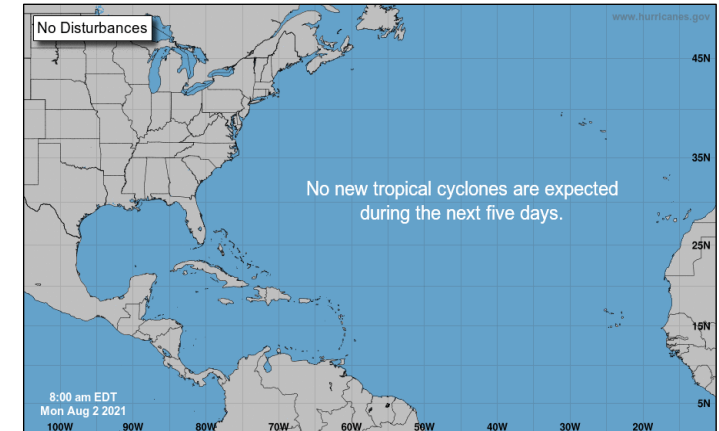 No Disturbances
www.hurricanes.gov
45N
35N
No new tropical cyclones are expected
during the next five days.
25N
15N
8:00 am EDT
Mon Aug 2 2021
5N
100W 90W 80W 70W 60W 50W 40W 30W 20W